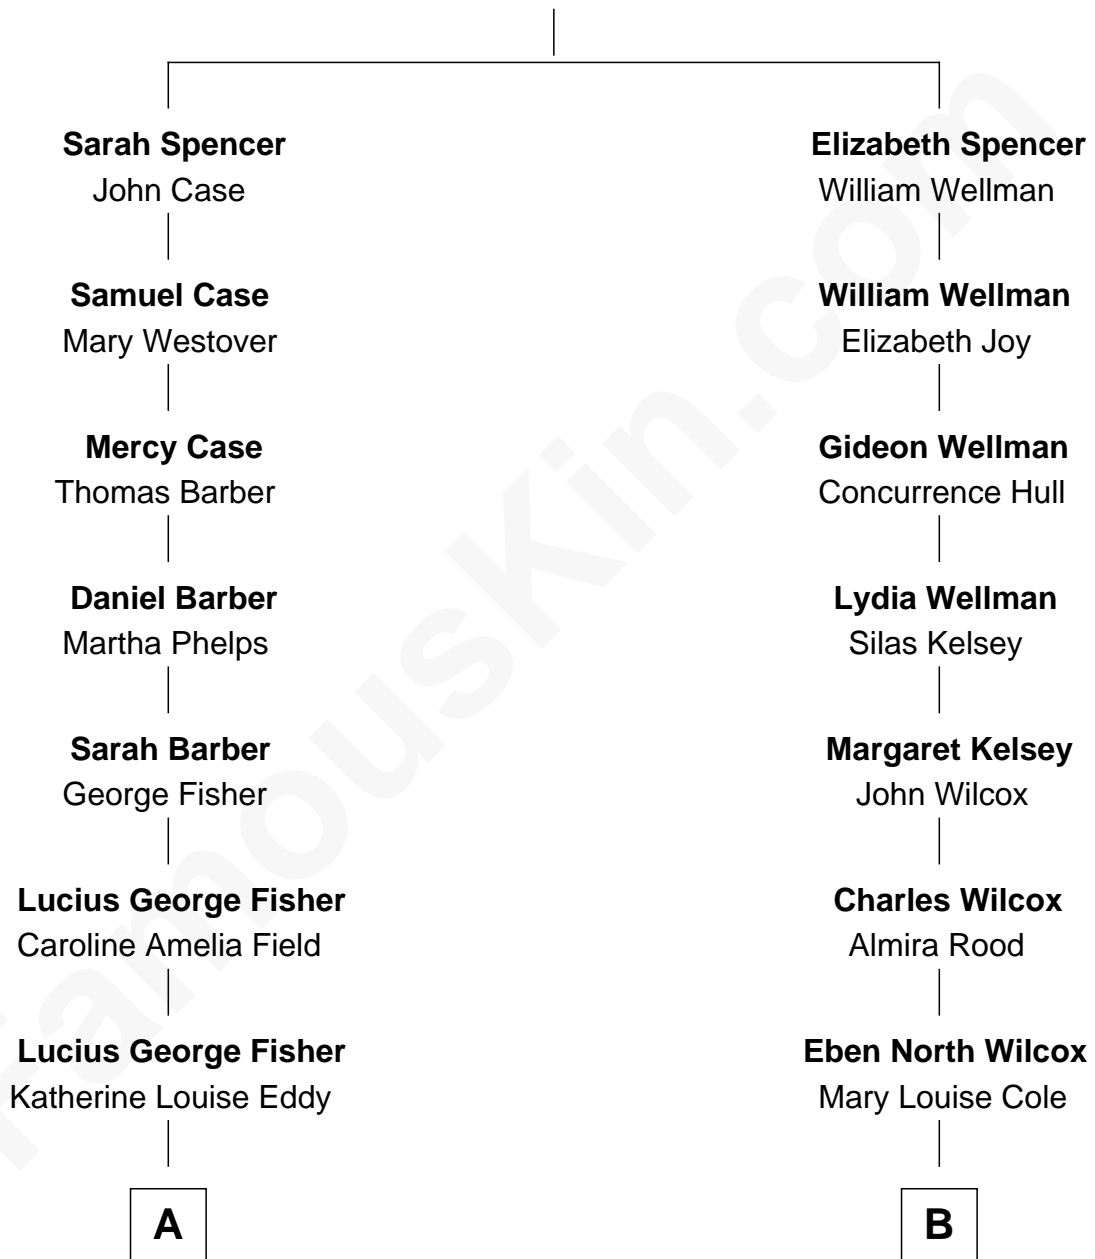 Sarah Spencer
John Case
Samuel Case
Mary Westover
Mercy Case
Thomas Barber
Daniel Barber
Martha Phelps
Sarah Barber
George Fisher
Lucius George Fisher
Caroline Amelia Field
Lucius George Fisher
Katherine Louise Eddy
A
Elizabeth Spencer
William Wellman
William Wellman
Elizabeth Joy
Gideon Wellman
Concurrence Hull
Lydia Wellman
Silas Kelsey
Margaret Kelsey
John Wilcox
Charles Wilcox
Almira Rood
Eben North Wilcox
Mary Louise Cole
B
FamousKin.com